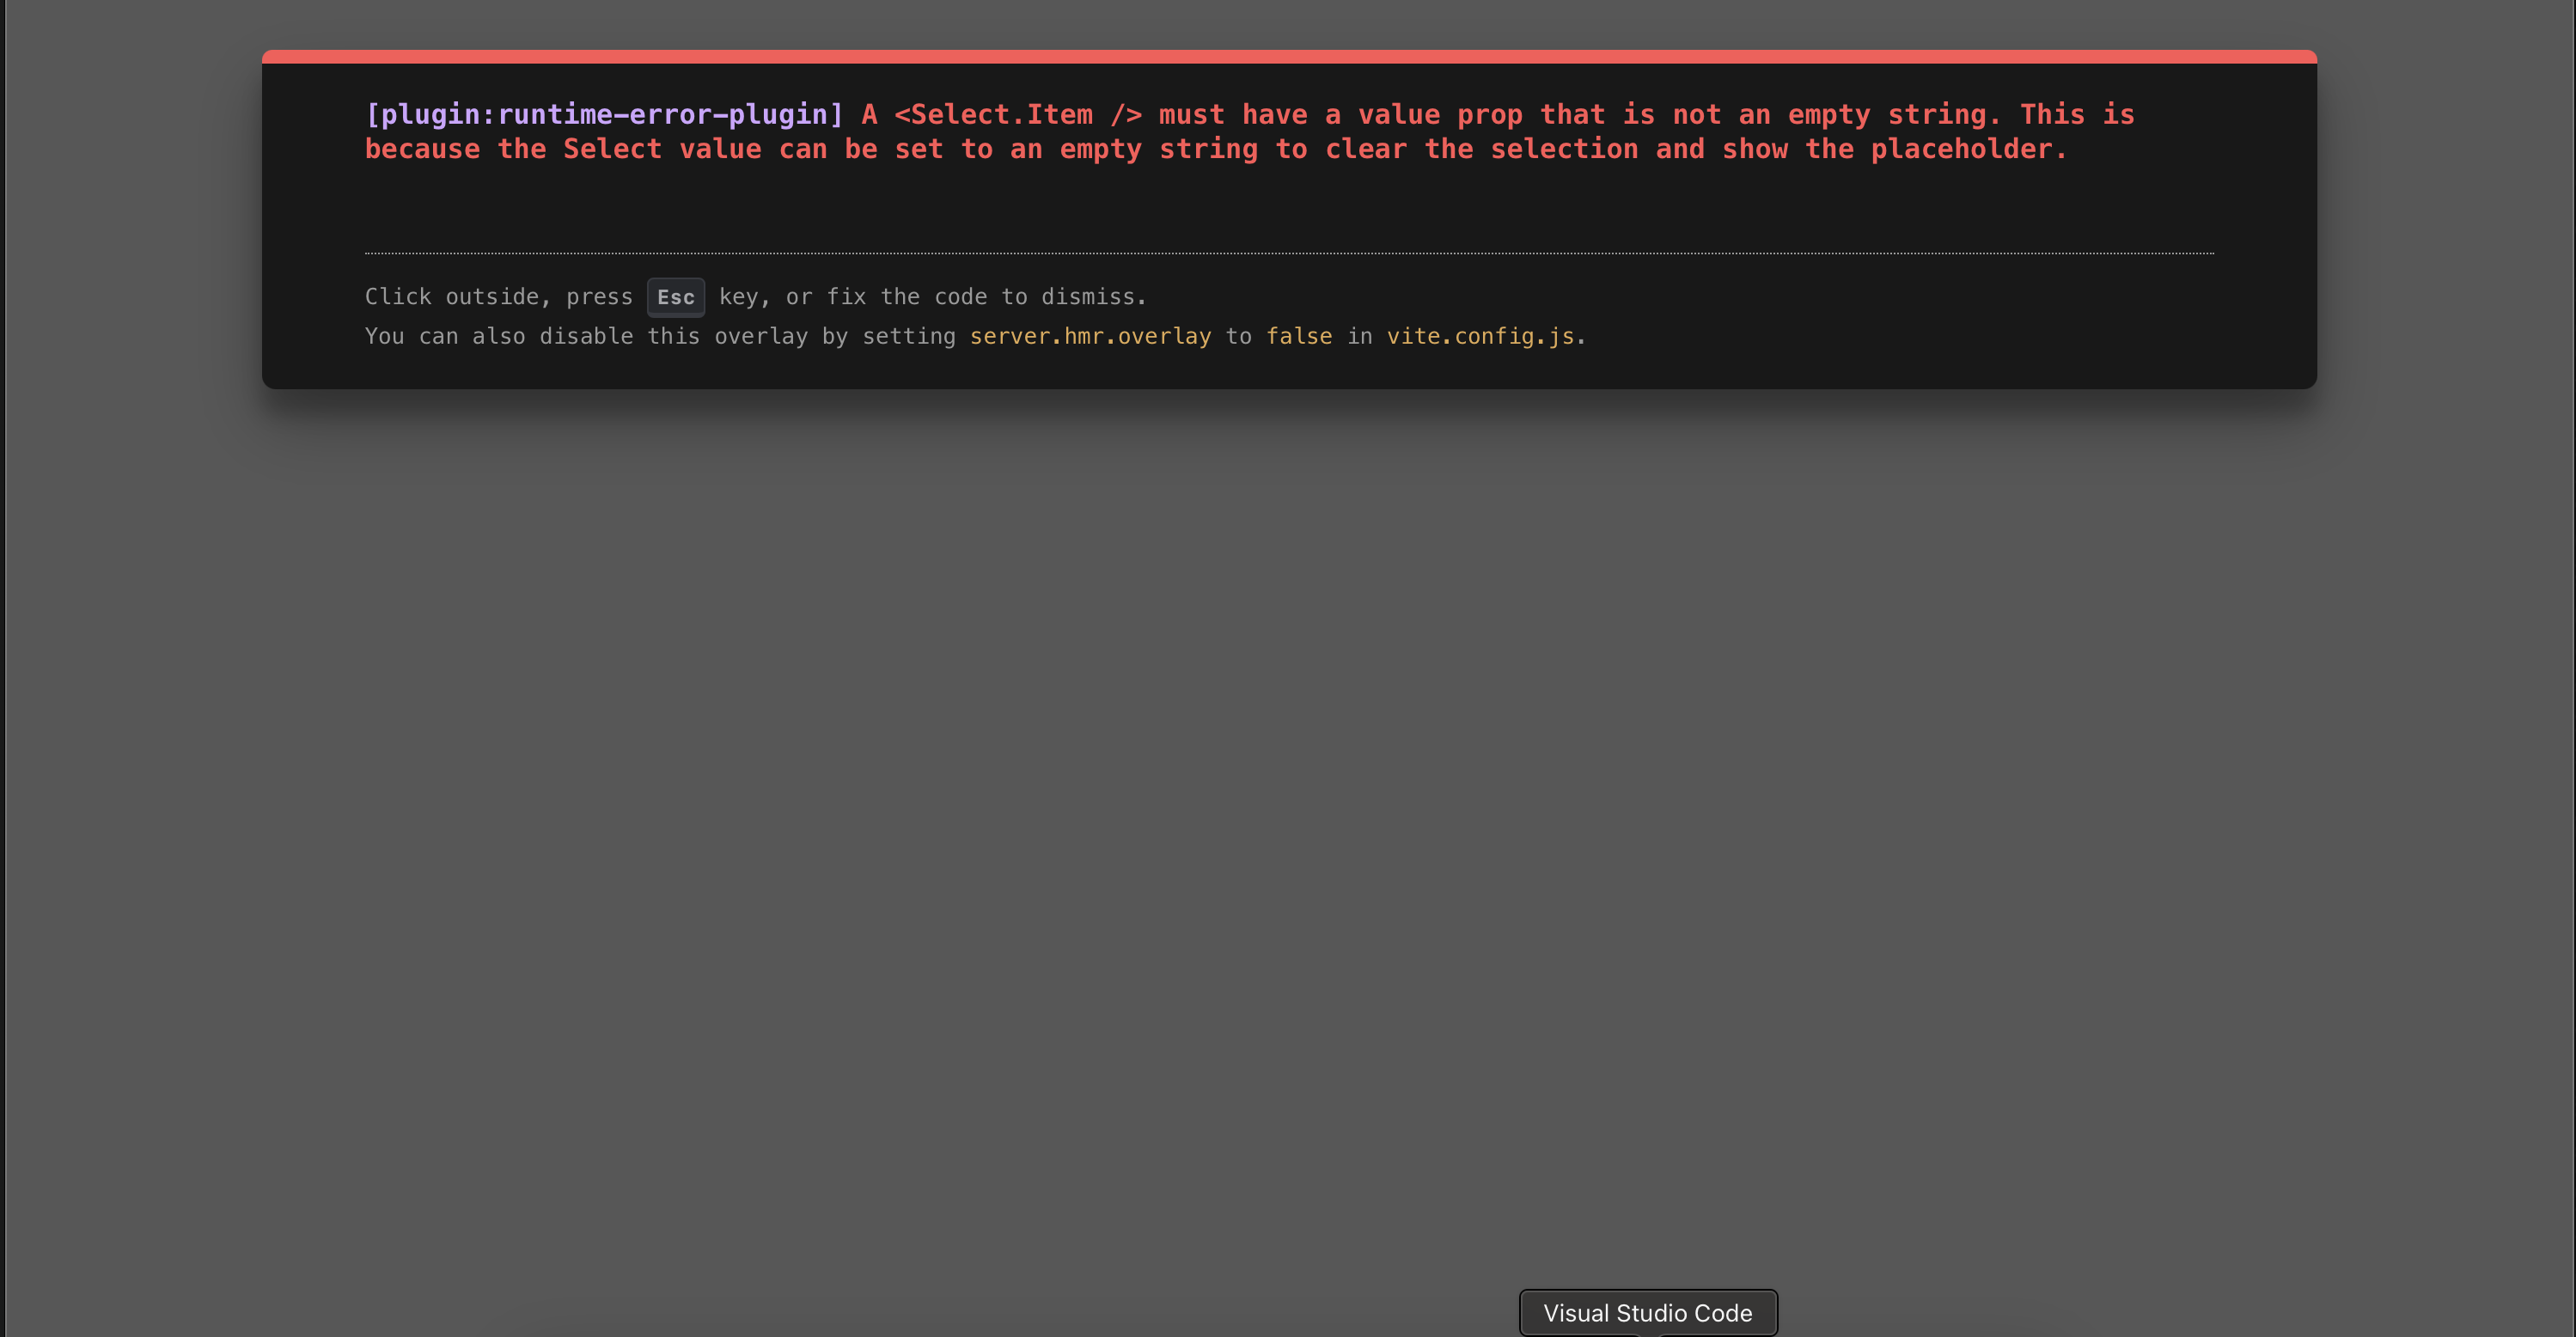 [plugin:runtime-error-plugin] A <Select.Item /> must have a value prop that is not an empty string. This is
because the Select value can be set to an empty string to clear the selection and show the placeholder.
Click outside, press Esc key, or fix the code to dismiss.
You can also disable this overlay by setting server.hmr.overlay to false in vite.config.js.
Visual Studio Code